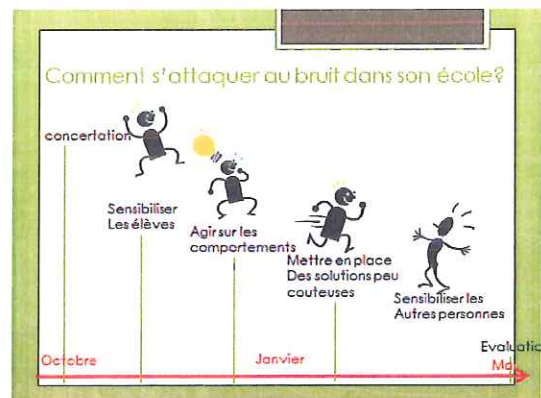 Comment s'attaquer au bruit dans son école?
concertation
Sensibiliser
Les élèves
Agir sur les
comportements
Mettre en place
Des solutions peu
couteuses
Sensibiliser les
Autres personnes
Evaluatio
Octobre
Janvier
Ma